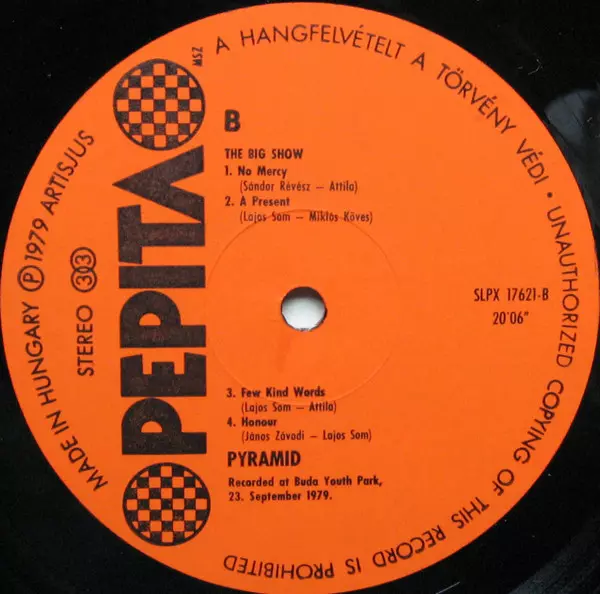 A HANGFELVÉTELT A TÖRVÉNY VÉDI • UNAUTHORIZED COPYING OF THIS RECORD IS PROHIBITED
MADE IN HUNGARY Ⓟ 1979 ARTISJUS
STEREO 33
PEPITA
MSZ
B
THE BIG SHOW
1. No Mercy
(Sándor Révész – Attila)
2. A Present
(Lajos Som – Miklós Köves)
SLPX 17621-B
20'06"
3. Few Kind Words
(Lajos Som – Attila)
4. Honour
(János Závodi – Lajos Som)
PYRAMID
Recorded at Buda Youth Park,
23. September 1979.